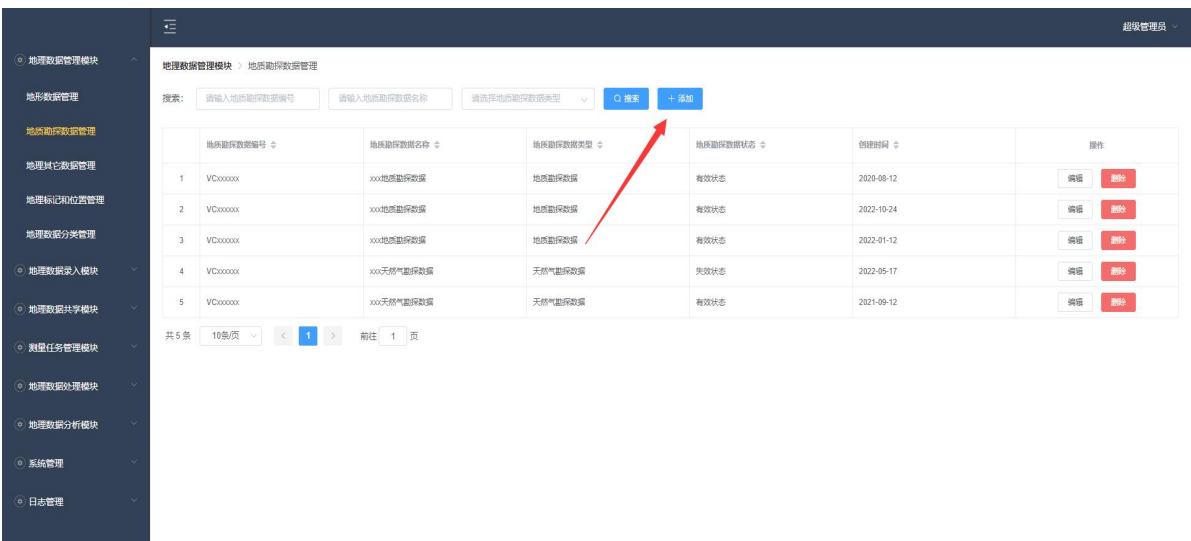 超级管理员
地理数据管理模块
地形数据管理
地质勘探数据管理
地理其它数据管理
地理标记和位置管理
地理数据分类管理
地理数据录入模块
地理数据共享模块
测量任务管理模块
地理数据处理模块
地理数据分析模块
系统管理
日志管理
地理数据管理模块 > 地质勘探数据管理
搜索: 请输入地质勘探数据编号 请输入地质勘探数据名称 请选择地质勘探数据类型 搜索 + 添加
地质勘探数据编号 地质勘探数据名称 地质勘探数据类型 地质勘探数据状态 创建时间 操作
1 VCxxxxxx xxx地质勘探数据 地质勘探数据 有效状态 2020-08-12 编辑 删除
2 VCxxxxxx xxx地质勘探数据 地质勘探数据 有效状态 2022-10-24 编辑 删除
3 VCxxxxxx xxx地质勘探数据 地质勘探数据 有效状态 2022-01-12 编辑 删除
4 VCxxxxxx xxx天然气勘探数据 天然气勘探数据 失效状态 2022-05-17 编辑 删除
5 VCxxxxxx xxx天然气勘探数据 天然气勘探数据 有效状态 2021-09-12 编辑 删除
共 5 条 10条/页 < 1 > 前往 1 页